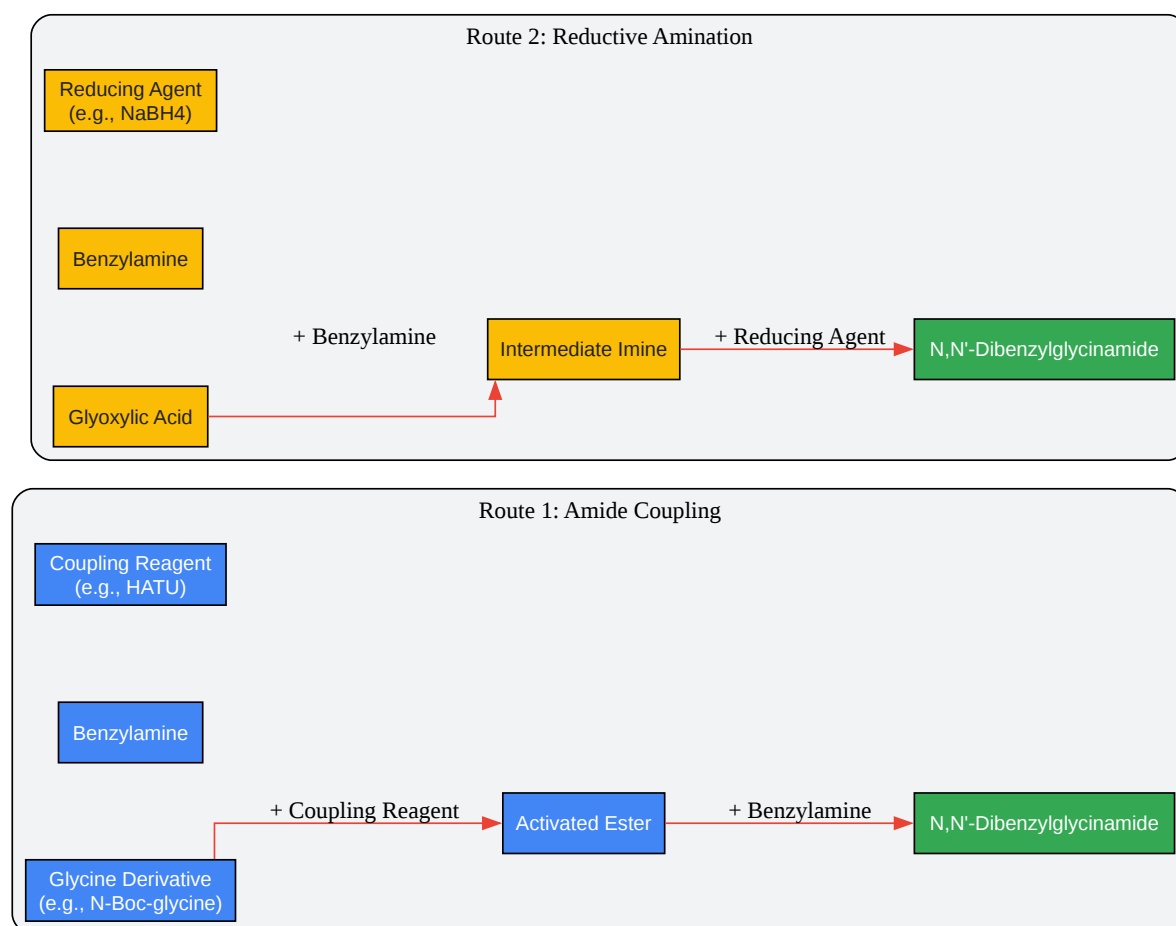 Route 2: Reductive Amination
Reducing Agent
(e.g., NaBH4)
Benzylamine
+ Benzylamine
Intermediate Imine
+ Reducing Agent
N,N'-Dibenzylglycinamide
Glyoxylic Acid
Route 1: Amide Coupling
Coupling Reagent
(e.g., HATU)
Benzylamine
+ Coupling Reagent
Activated Ester
+ Benzylamine
N,N'-Dibenzylglycinamide
Glycine Derivative
(e.g., N-Boc-glycine)